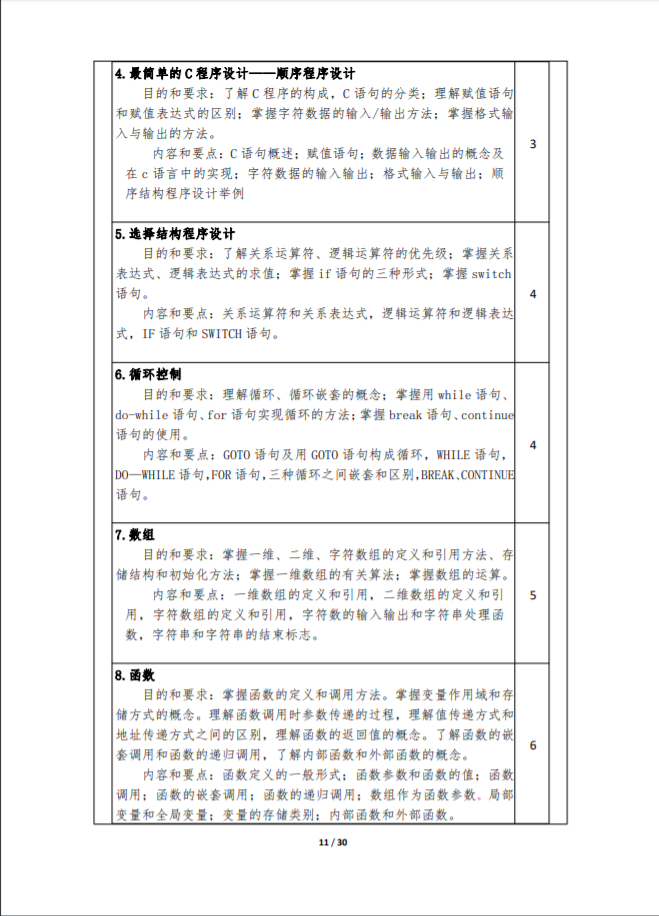 4.最简单的 C 程序设计——顺序程序设计
目的和要求：了解 C 程序的构成，C 语句的分类；理解赋值语句
和赋值表达式的区别；掌握字符数据的输入/输出方法；掌握格式输
入与输出的方法。
内容和要点：C 语句概述；赋值语句；数据输入输出的概念及
在 c 语言中的实现；字符数据的输入输出；格式输入与输出；顺
序结构程序设计举例
3
5.选择结构程序设计
目的和要求：了解关系运算符、逻辑运算符的优先级；掌握关系
表达式、逻辑表达式的求值；掌握 if 语句的三种形式；掌握 switch
语句。
内容和要点：关系运算符和关系表达式，逻辑运算符和逻辑表达
式，IF 语句和 SWITCH 语句。
4
6.循环控制
目的和要求：理解循环、循环嵌套的概念；掌握用 while 语句、
do-while 语句、for 语句实现循环的方法；掌握 break 语句、continue
语句的使用。
内容和要点：GOTO 语句及用 GOTO 语句构成循环，WHILE 语句，
DO—WHILE 语句，FOR 语句，三种循环之间嵌套和区别，BREAK、CONTINUE
语句。
4
7.数组
目的和要求：掌握一维、二维、字符数组的定义和引用方法、存
储结构和初始化方法；掌握一维数组的有关算法；掌握数组的运算。
内容和要点：一维数组的定义和引用，二维数组的定义和引
用，字符数组的定义和引用，字符数的输入输出和字符串处理函
数，字符串和字符串的结束标志。
5
8.函数
目的和要求：掌握函数的定义和调用方法。掌握变量作用域和存
储方式的概念。理解函数调用时参数传递的过程，理解值传递方式和
地址传递方式之间的区别，理解函数的返回值的概念。了解函数的嵌
套调用和函数的递归调用，了解内部函数和外部函数的概念。
内容和要点：函数定义的一般形式；函数参数和函数的值；函数
调用；函数的嵌套调用；函数的递归调用；数组作为函数参数。局部
变量和全局变量；变量的存储类别；内部函数和外部函数。
6
11 / 30